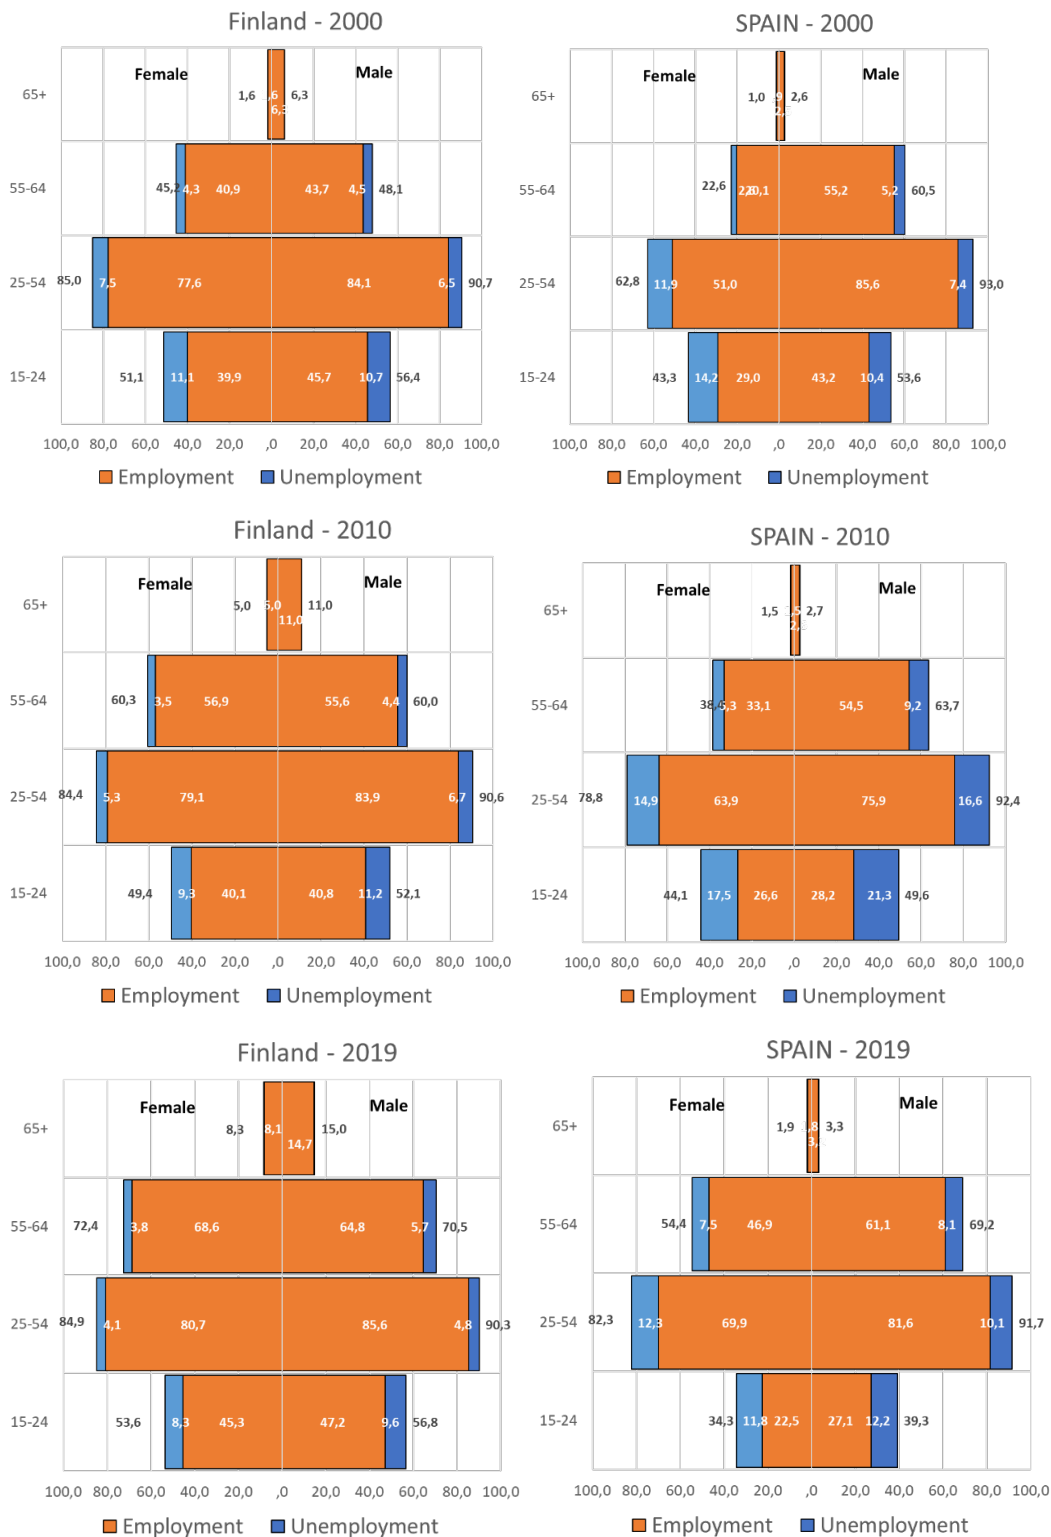 Finland - 2000
Female Male
65+ 1,6 6,3
55-64 45,2 4,3 40,9 43,7 4,5 48,1
25-54 85,0 7,5 77,6 84,1 6,5 90,7
15-24 51,1 11,1 39,9 45,7 10,7 56,4
100,0 80,0 60,0 40,0 20,0 ,0 20,0 40,0 60,0 80,0 100,0
Employment Unemployment
SPAIN - 2000
Female Male
65+ 1,0 2,6
55-64 22,6 55,2 5,2 60,5
25-54 62,8 11,9 51,0 85,6 7,4 93,0
15-24 43,3 14,2 29,0 43,2 10,4 53,6
100,0 80,0 60,0 40,0 20,0 ,0 20,0 40,0 60,0 80,0 100,0
Employment Unemployment
Finland - 2010
Female Male
65+ 5,0 11,0 11,0
55-64 60,3 3,5 56,9 55,6 4,4 60,0
25-54 84,4 5,3 79,1 83,9 6,7 90,6
15-24 49,4 9,3 40,1 40,8 11,2 52,1
100,0 80,0 60,0 40,0 20,0 ,0 20,0 40,0 60,0 80,0 100,0
Employment Unemployment
SPAIN - 2010
Female Male
65+ 1,5 2,7
55-64 33,1 54,5 9,2 63,7
25-54 78,8 14,9 63,9 75,9 16,6 92,4
15-24 44,1 17,5 26,6 28,2 21,3 49,6
100,0 80,0 60,0 40,0 20,0 ,0 20,0 40,0 60,0 80,0 100,0
Employment Unemployment
Finland - 2019
Female Male
65+ 8,3 8,1 14,7 15,0
55-64 72,4 3,8 68,6 64,8 5,7 70,5
25-54 84,9 4,1 80,7 85,6 4,8 90,3
15-24 53,6 8,3 45,3 47,2 9,6 56,8
100,0 80,0 60,0 40,0 20,0 ,0 20,0 40,0 60,0 80,0 100,0
Employment Unemployment
SPAIN - 2019
Female Male
65+ 1,9 3,3
55-64 54,4 7,5 46,9 61,1 8,1 69,2
25-54 82,3 12,3 69,9 81,6 10,1 91,7
15-24 34,3 11,8 22,5 27,1 12,2 39,3
100,0 80,0 60,0 40,0 20,0 ,0 20,0 40,0 60,0 80,0 100,0
Employment Unemployment